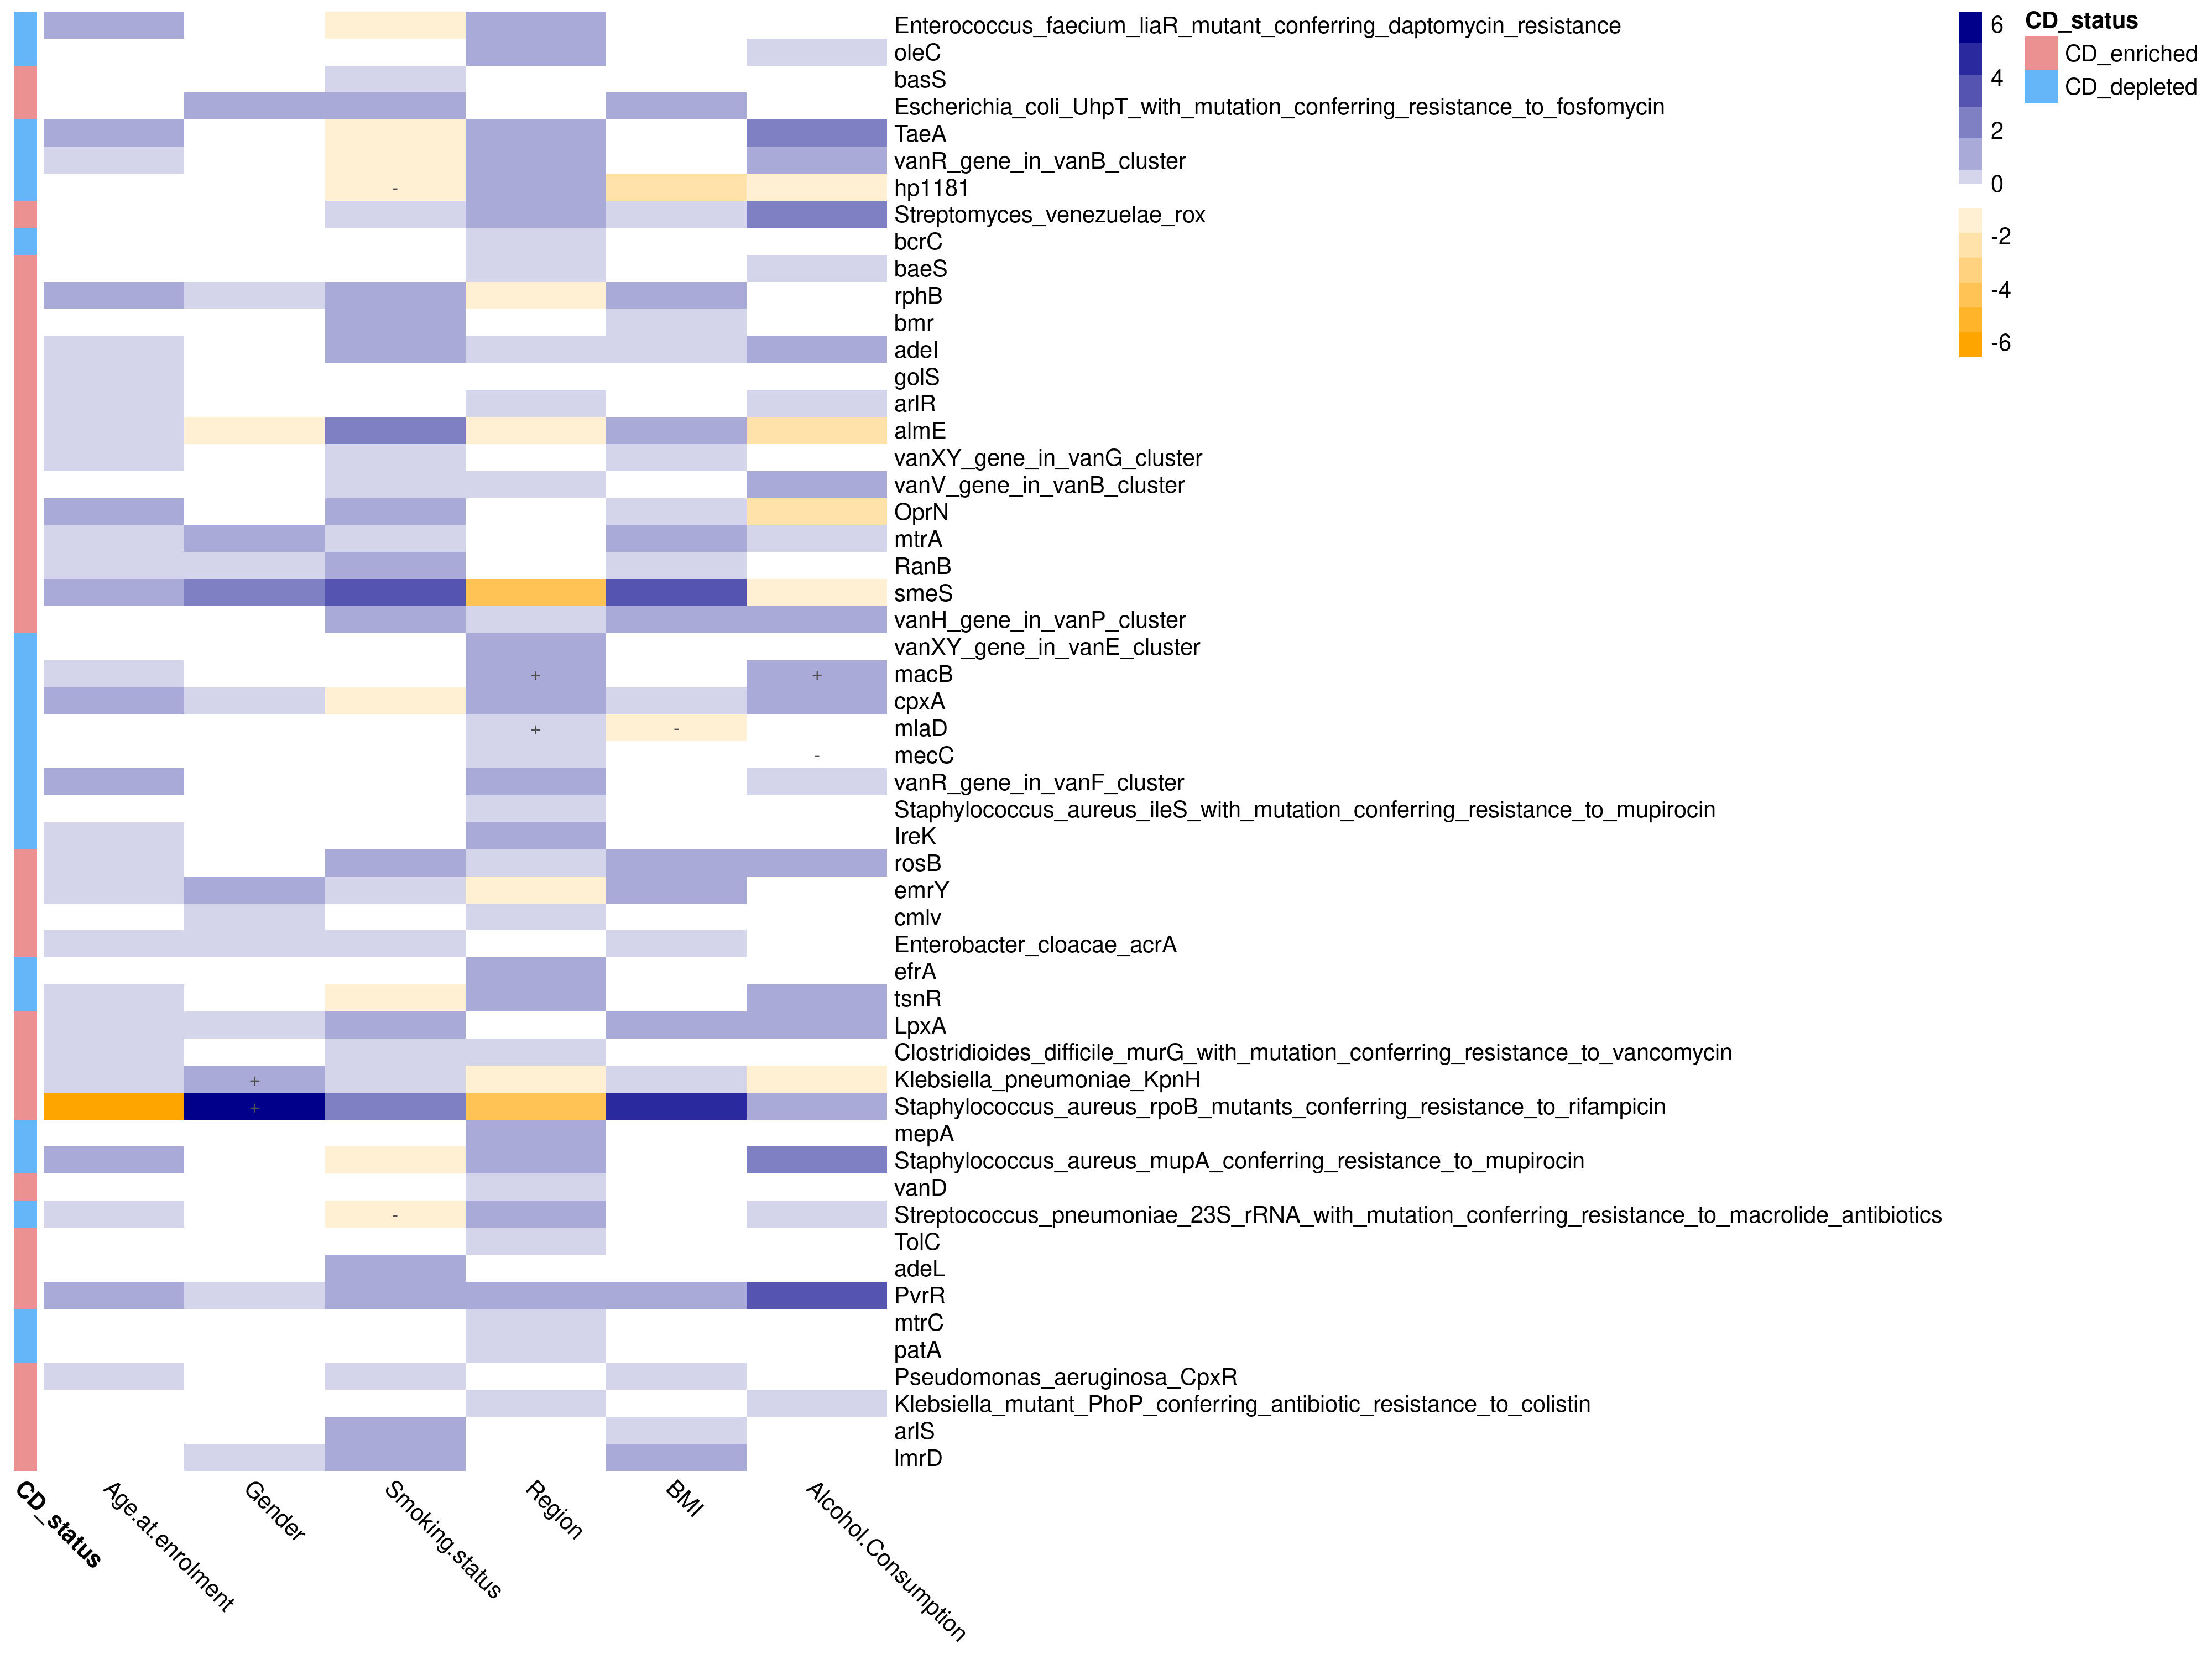 Enterococcus_faecium_liaR_mutant_conferring_daptomycin_resistance
oleC
basS
Escherichia_coli_UhpT_with_mutation_conferring_resistance_to_fosfomycin
TaeA
vanR_gene_in_vanB_cluster
- hp1181
Streptomyces_venezuelae_rox
bcrC
baeS
rphB
bmr
adeI
golS
arlR
almE
vanXY_gene_in_vanG_cluster
vanV_gene_in_vanB_cluster
OprN
mtrA
RanB
smeS
vanH_gene_in_vanP_cluster
vanXY_gene_in_vanE_cluster
+ + macB
cpxA
+ - mlaD
- mecC
vanR_gene_in_vanF_cluster
Staphylococcus_aureus_ileS_with_mutation_conferring_resistance_to_mupirocin
IreK
rosB
emrY
cmlv
Enterobacter_cloacae_acrA
efrA
tsnR
LpxA
Clostridioides_difficile_murG_with_mutation_conferring_resistance_to_vancomycin
+ Klebsiella_pneumoniae_KpnH
+ Staphylococcus_aureus_rpoB_mutants_conferring_resistance_to_rifampicin
mepA
Staphylococcus_aureus_mupA_conferring_resistance_to_mupirocin
vanD
- Streptococcus_pneumoniae_23S_rRNA_with_mutation_conferring_resistance_to_macrolide_antibiotics
TolC
adeL
PvrR
mtrC
patA
Pseudomonas_aeruginosa_CpxR
Klebsiella_mutant_PhoP_conferring_antibiotic_resistance_to_colistin
arlS
lmrD
CD_status
Age.at.enrolment
Gender
Smoking.status
Region
BMI
Alcohol.Consumption
6
4
2
0
-2
-4
-6
CD_status
CD_enriched
CD_depleted